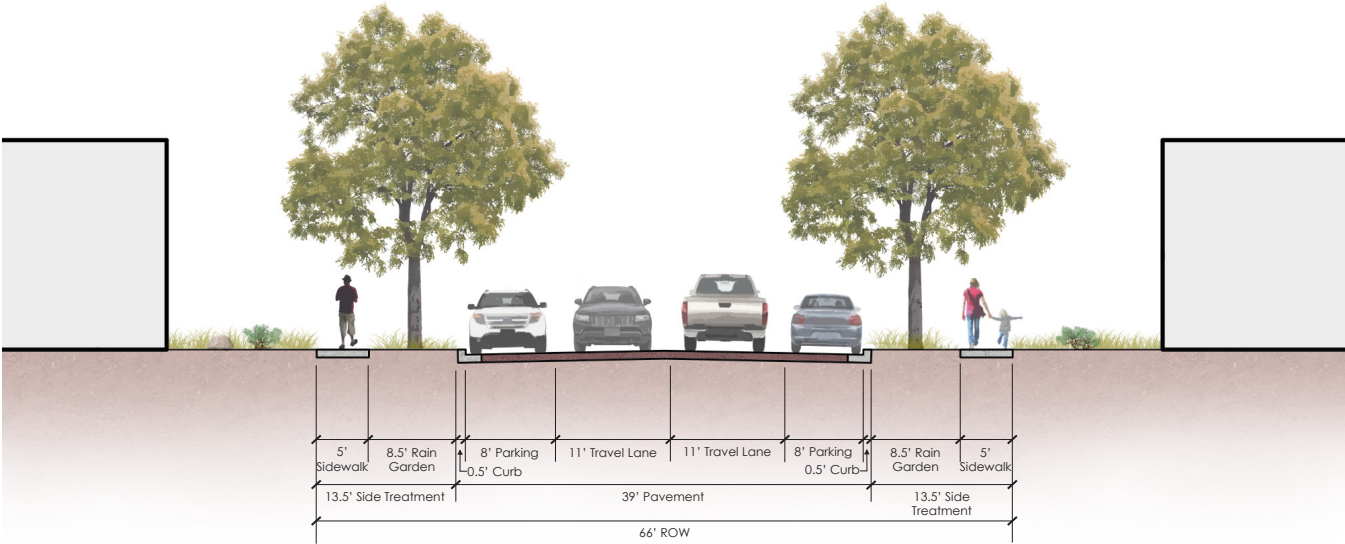 5’
Sidewalk
8.5’ Rain
Garden
0.5’ Curb
8’ Parking
11’ Travel Lane
11’ Travel Lane
8’ Parking
0.5’ Curb
8.5’ Rain
Garden
5’
Sidewalk
13.5’ Side Treatment
39’ Pavement
13.5’ Side
Treatment
66’ ROW